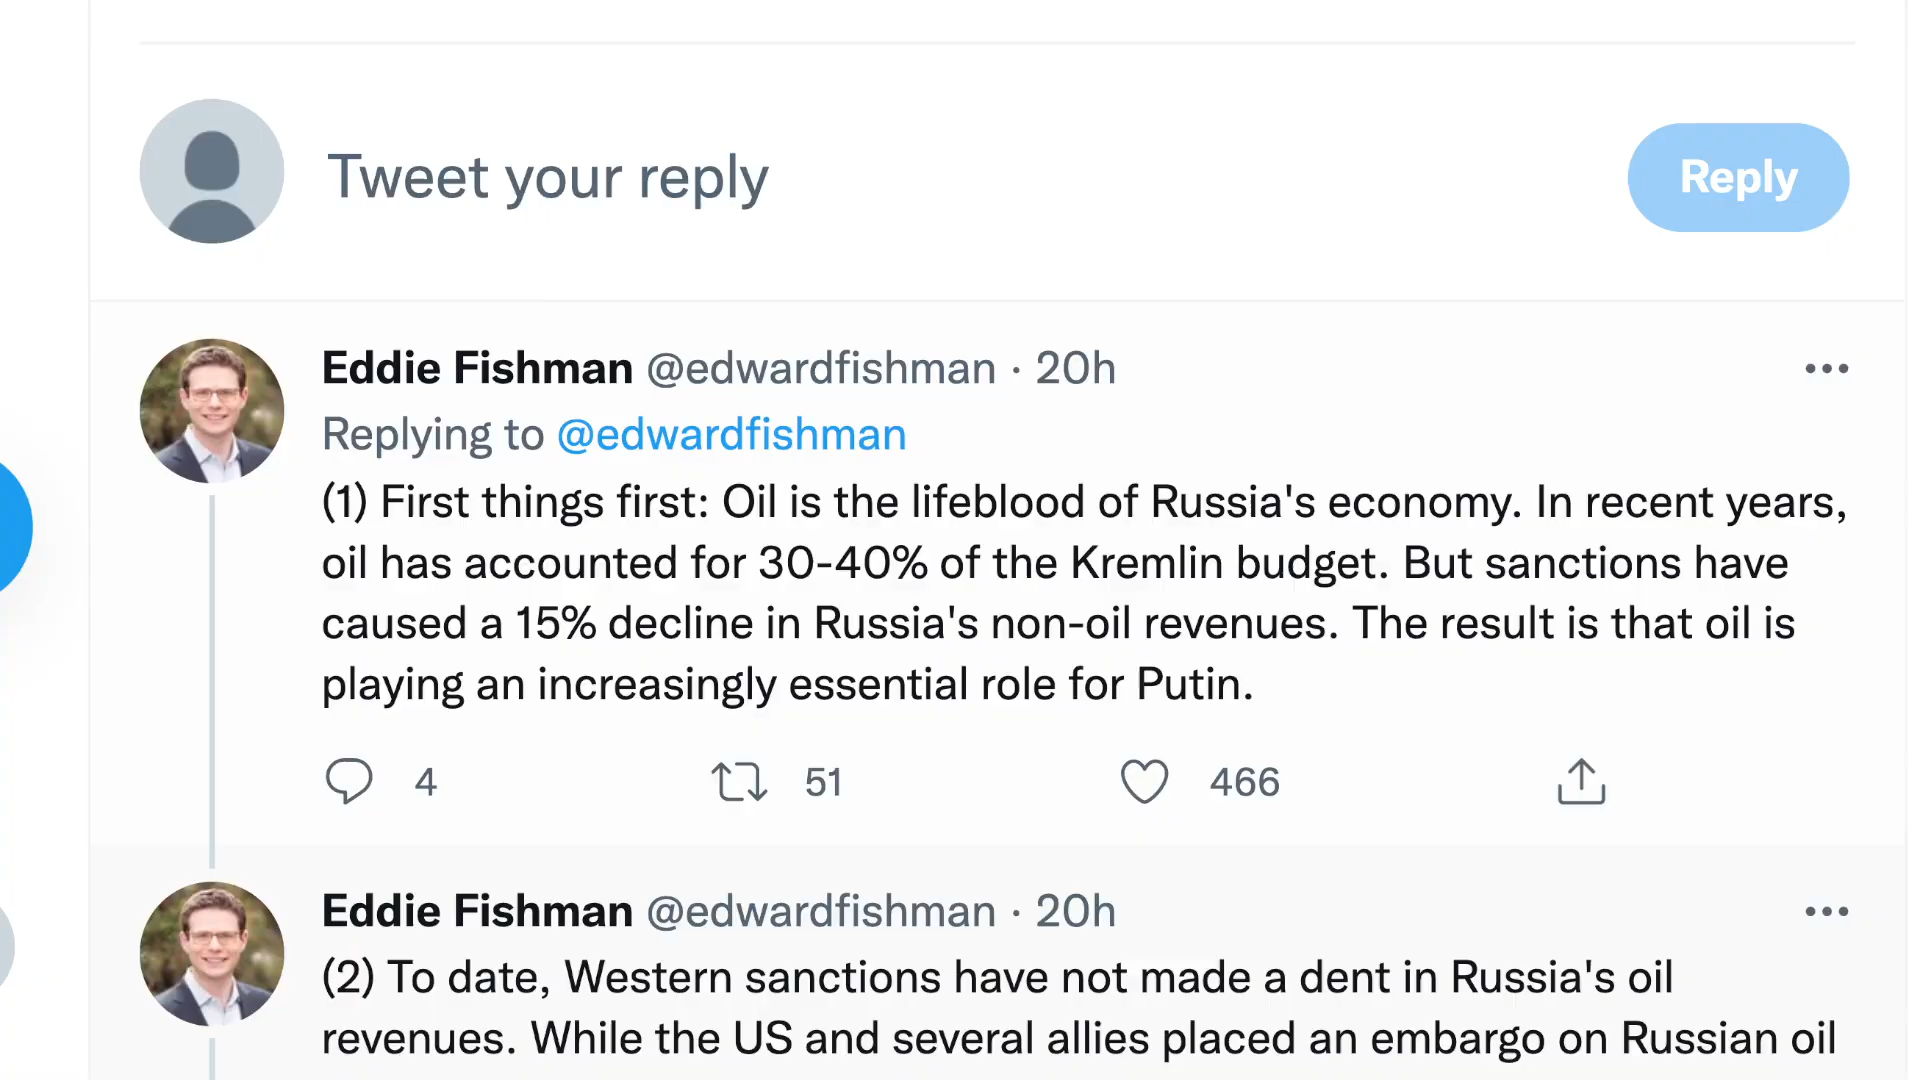 Tweet your reply
Reply
Eddie Fishman @edwardfishman · 20h
Replying to @edwardfishman
(1) First things first: Oil is the lifeblood of Russia's economy. In recent years,
oil has accounted for 30-40% of the Kremlin budget. But sanctions have
caused a 15% decline in Russia's non-oil revenues. The result is that oil is
playing an increasingly essential role for Putin.
4 51 466
Eddie Fishman @edwardfishman · 20h
(2) To date, Western sanctions have not made a dent in Russia's oil
revenues. While the US and several allies placed an embargo on Russian oil